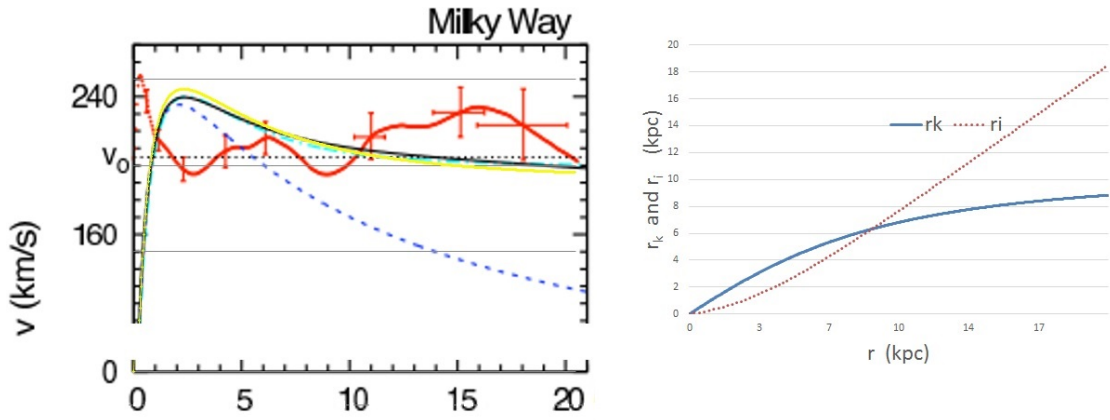 Milky Way
240
V₀
160
0
v (km/s)
0 5 10 15 20
20
18
16
14
12
10
8
6
4
2
0
rk ri
rₖ and rᵢ (kpc)
0 3 7 10 14 17
r (kpc)